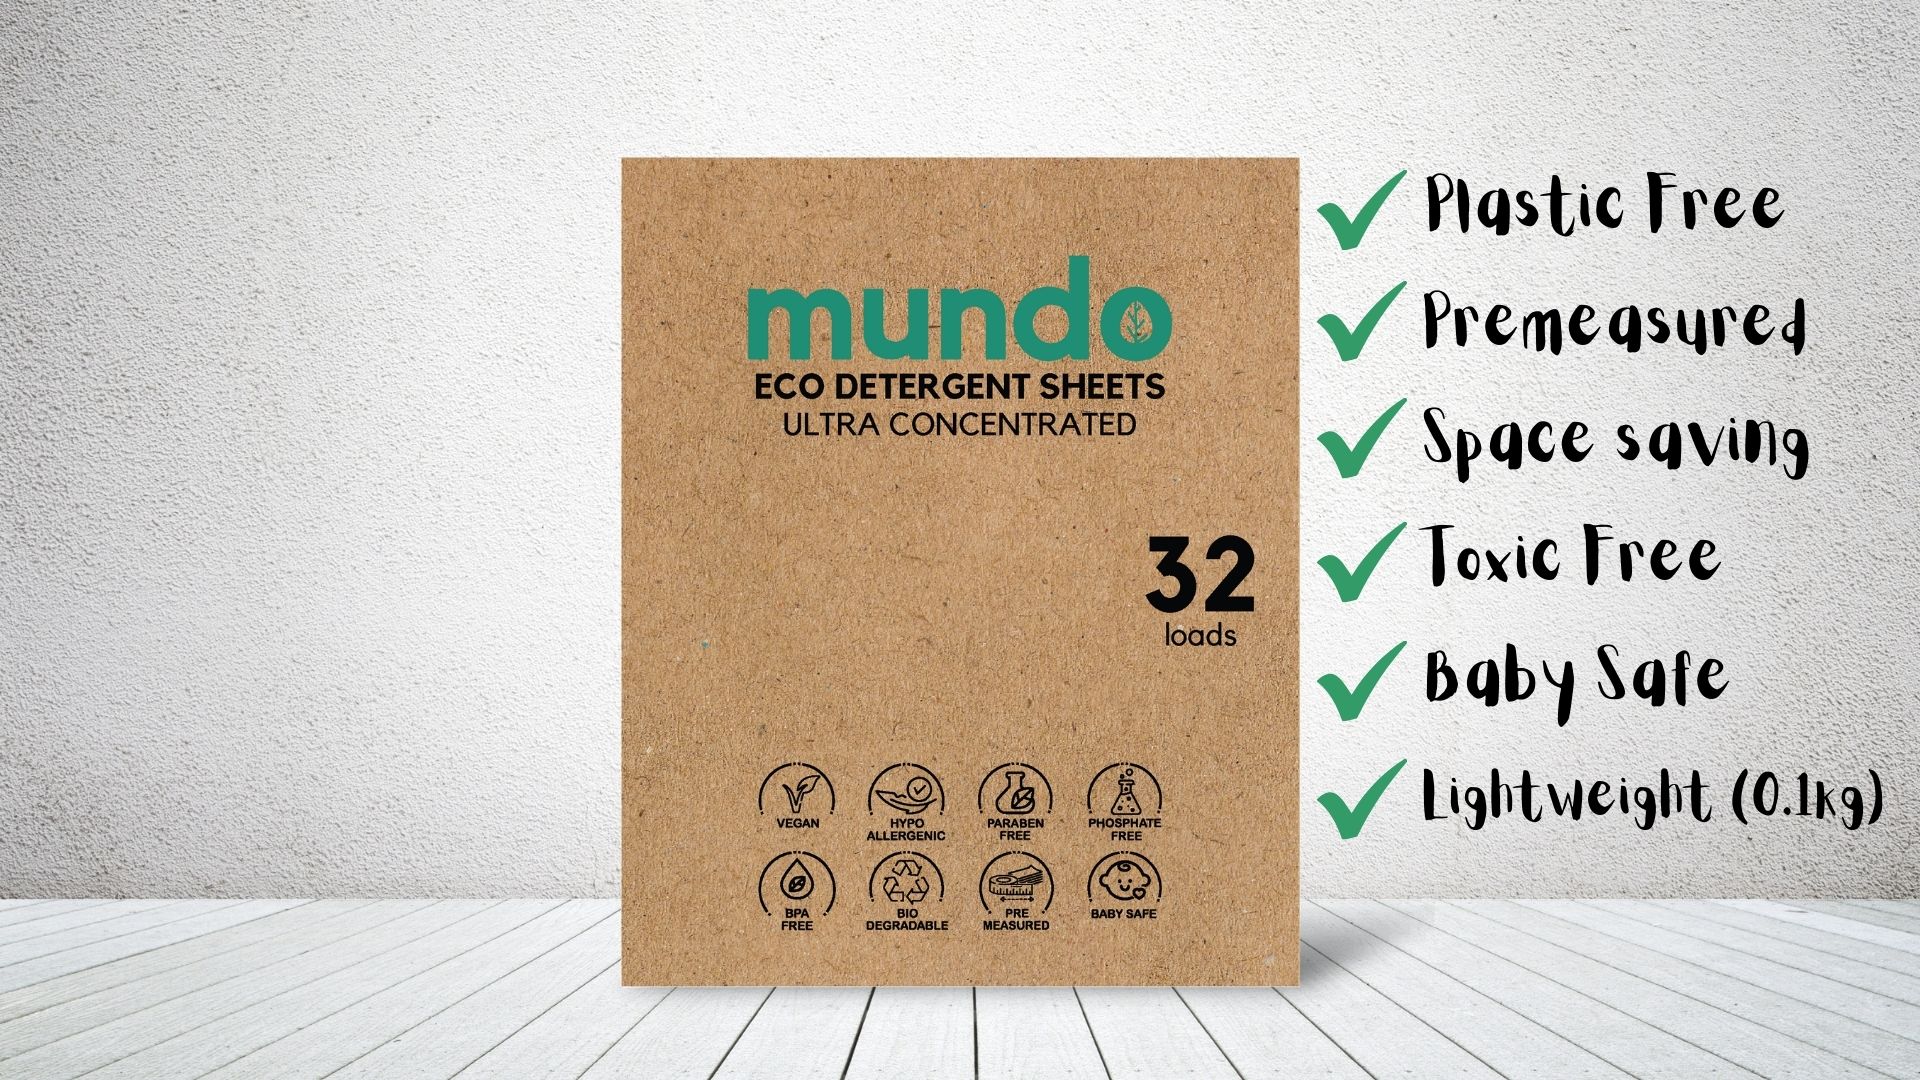 mundo
ECO DETERGENT SHEETS
ULTRA CONCENTRATED
32
loads
VEGAN
HYPO
ALLERGENIC
PARABEN
FREE
PHOSPHATE
FREE
BPA
FREE
BIO
DEGRADABLE
PRE
MEASURED
BABY SAFE
Plastic Free
Premeasured
Space saving
Toxic Free
Baby Safe
Lightweight (0.1kg)